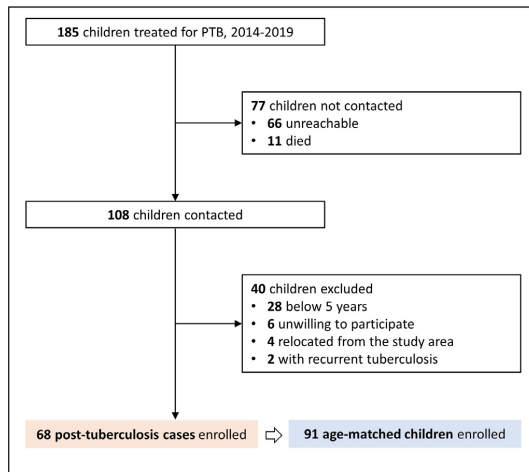 185 children treated for PTB, 2014-2019
77 children not contacted
• 66 unreachable
• 11 died
108 children contacted
40 children excluded
• 28 below 5 years
• 6 unwilling to participate
• 4 relocated from the study area
• 2 with recurrent tuberculosis
68 post-tuberculosis cases enrolled
91 age-matched children enrolled